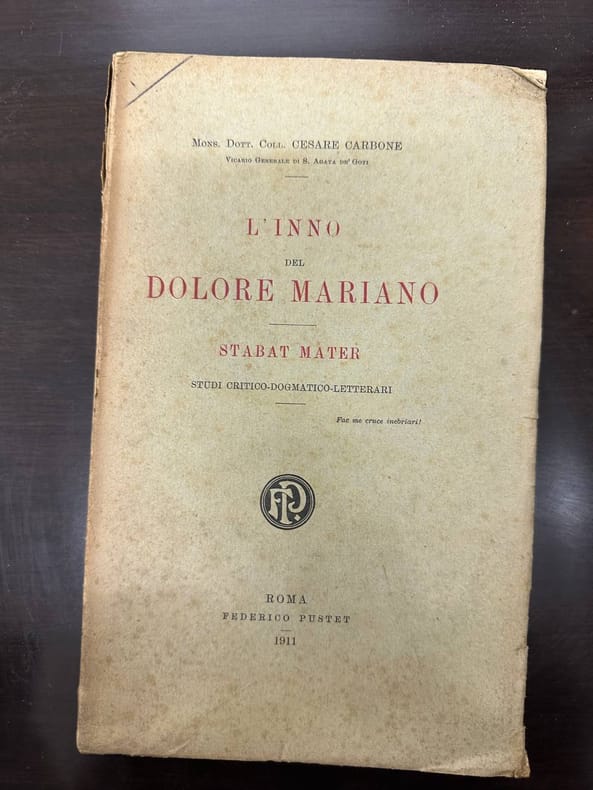 Mons. Dott. Coll. CESARE CARBONE
Vicario Generale di S. Agata de' Goti
L'INNO
DEL
DOLORE MARIANO
STABAT MATER
STUDI CRITICO-DOGMATICO-LETTERARI
Fac me cruce inebriari!
FP
ROMA
FEDERICO PUSTET
1911